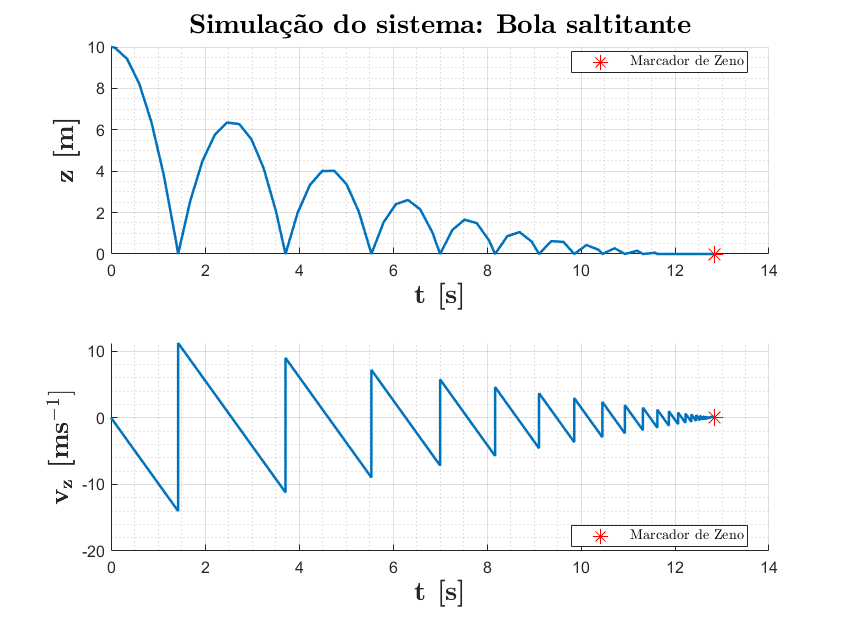 Simulação do sistema: Bola saltitante
10
8
6
4
2
0
z [m]
Marcador de Zeno
0 2 4 6 8 10 12 14
t [s]
10
0
-10
-20
v_z [ms^{-1}]
Marcador de Zeno
0 2 4 6 8 10 12 14
t [s]